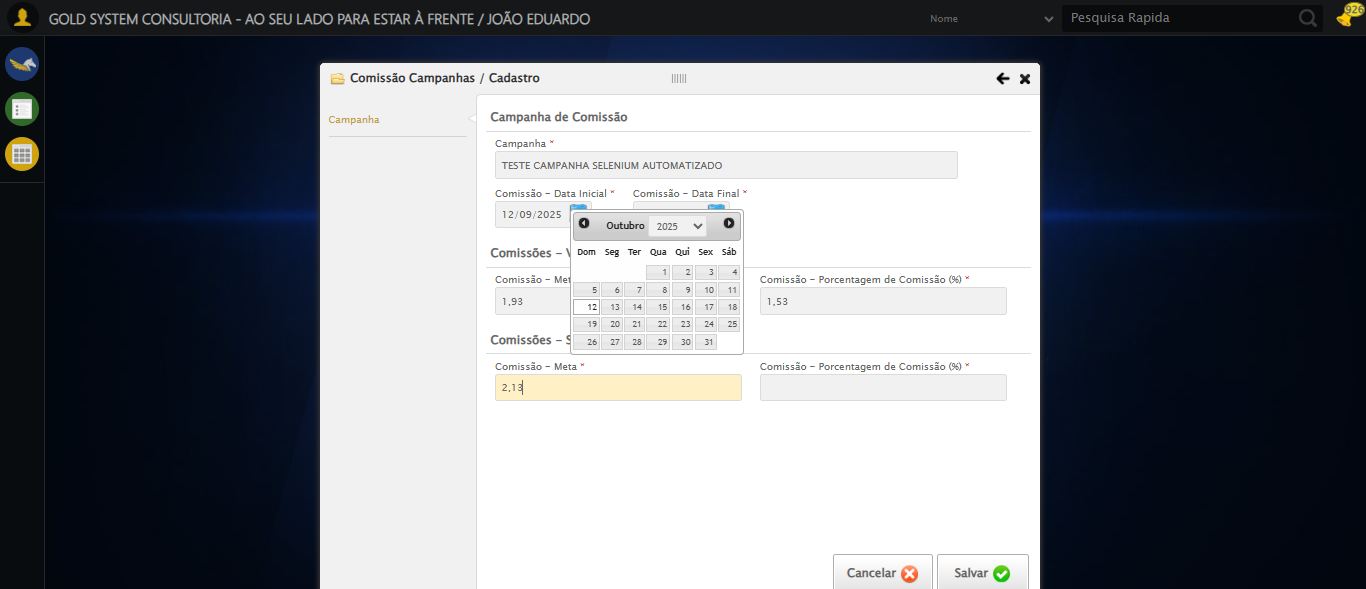 GOLD SYSTEM CONSULTORIA - AO SEU LADO PARA ESTAR À FRENTE / JOÃO EDUARDO
Nome
Pesquisa Rapida
926
Comissão Campanhas / Cadastro
Campanha
Campanha de Comissão
Campanha *
TESTE CAMPANHA SELENIUM AUTOMATIZADO
Comissão - Data Inicial * Comissão - Data Final *
12/09/2025
Outubro 2025
Dom Seg Ter Qua Qui Sex Sáb
1 2 3 4
5 6 7 8 9 10 11
12 13 14 15 16 17 18
19 20 21 22 23 24 25
26 27 28 29 30 31
Comissões - V
Comissão - Met
Comissão - Porcentagem de Comissão (%) *
1,93
1,53
Comissões - S
Comissão - Meta * Comissão - Porcentagem de Comissão (%) *
2,13
Cancelar Salvar